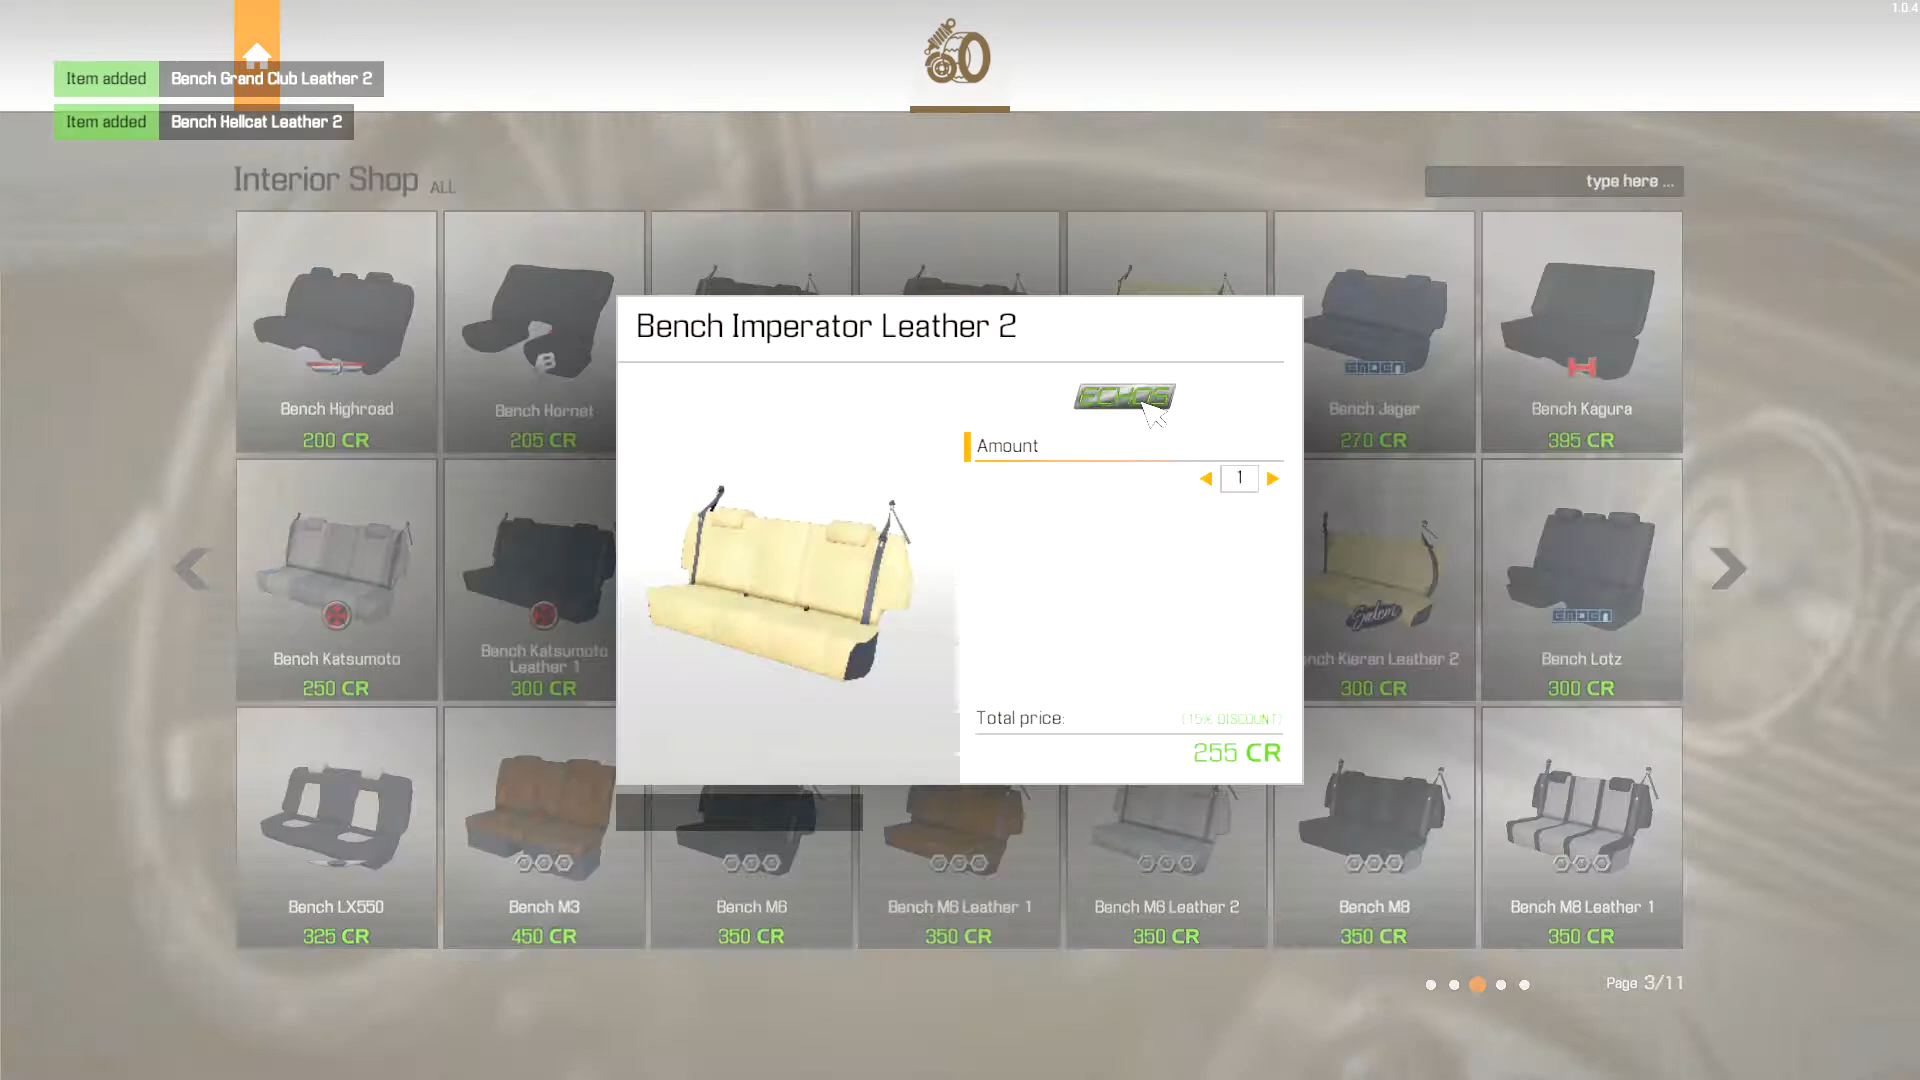 1.0.4
Item added Bench Grand Club Leather 2
Item added Bench Hellcat Leather 2
Interior Shop ALL
type here ...
Bench Highroad
200 CR
Bench Hornet
205 CR
Bench Jager
270 CR
Bench Kagura
395 CR
Bench Imperator Leather 2
ECHOS
Amount
1
Total price:
(15% DISCOUNT)
255 CR
EMDEN
Bench Katsumoto
250 CR
Bench Katsumoto
Leather 1
300 CR
Salem
nch Kieran Leather 2
300 CR
EMDEN
Bench Lotz
300 CR
Bench LX550
325 CR
Bench M3
450 CR
Bench M6
350 CR
Bench M6 Leather 1
350 CR
Bench M6 Leather 2
350 CR
Bench M8
350 CR
Bench M8 Leather 1
350 CR
Page 3/11